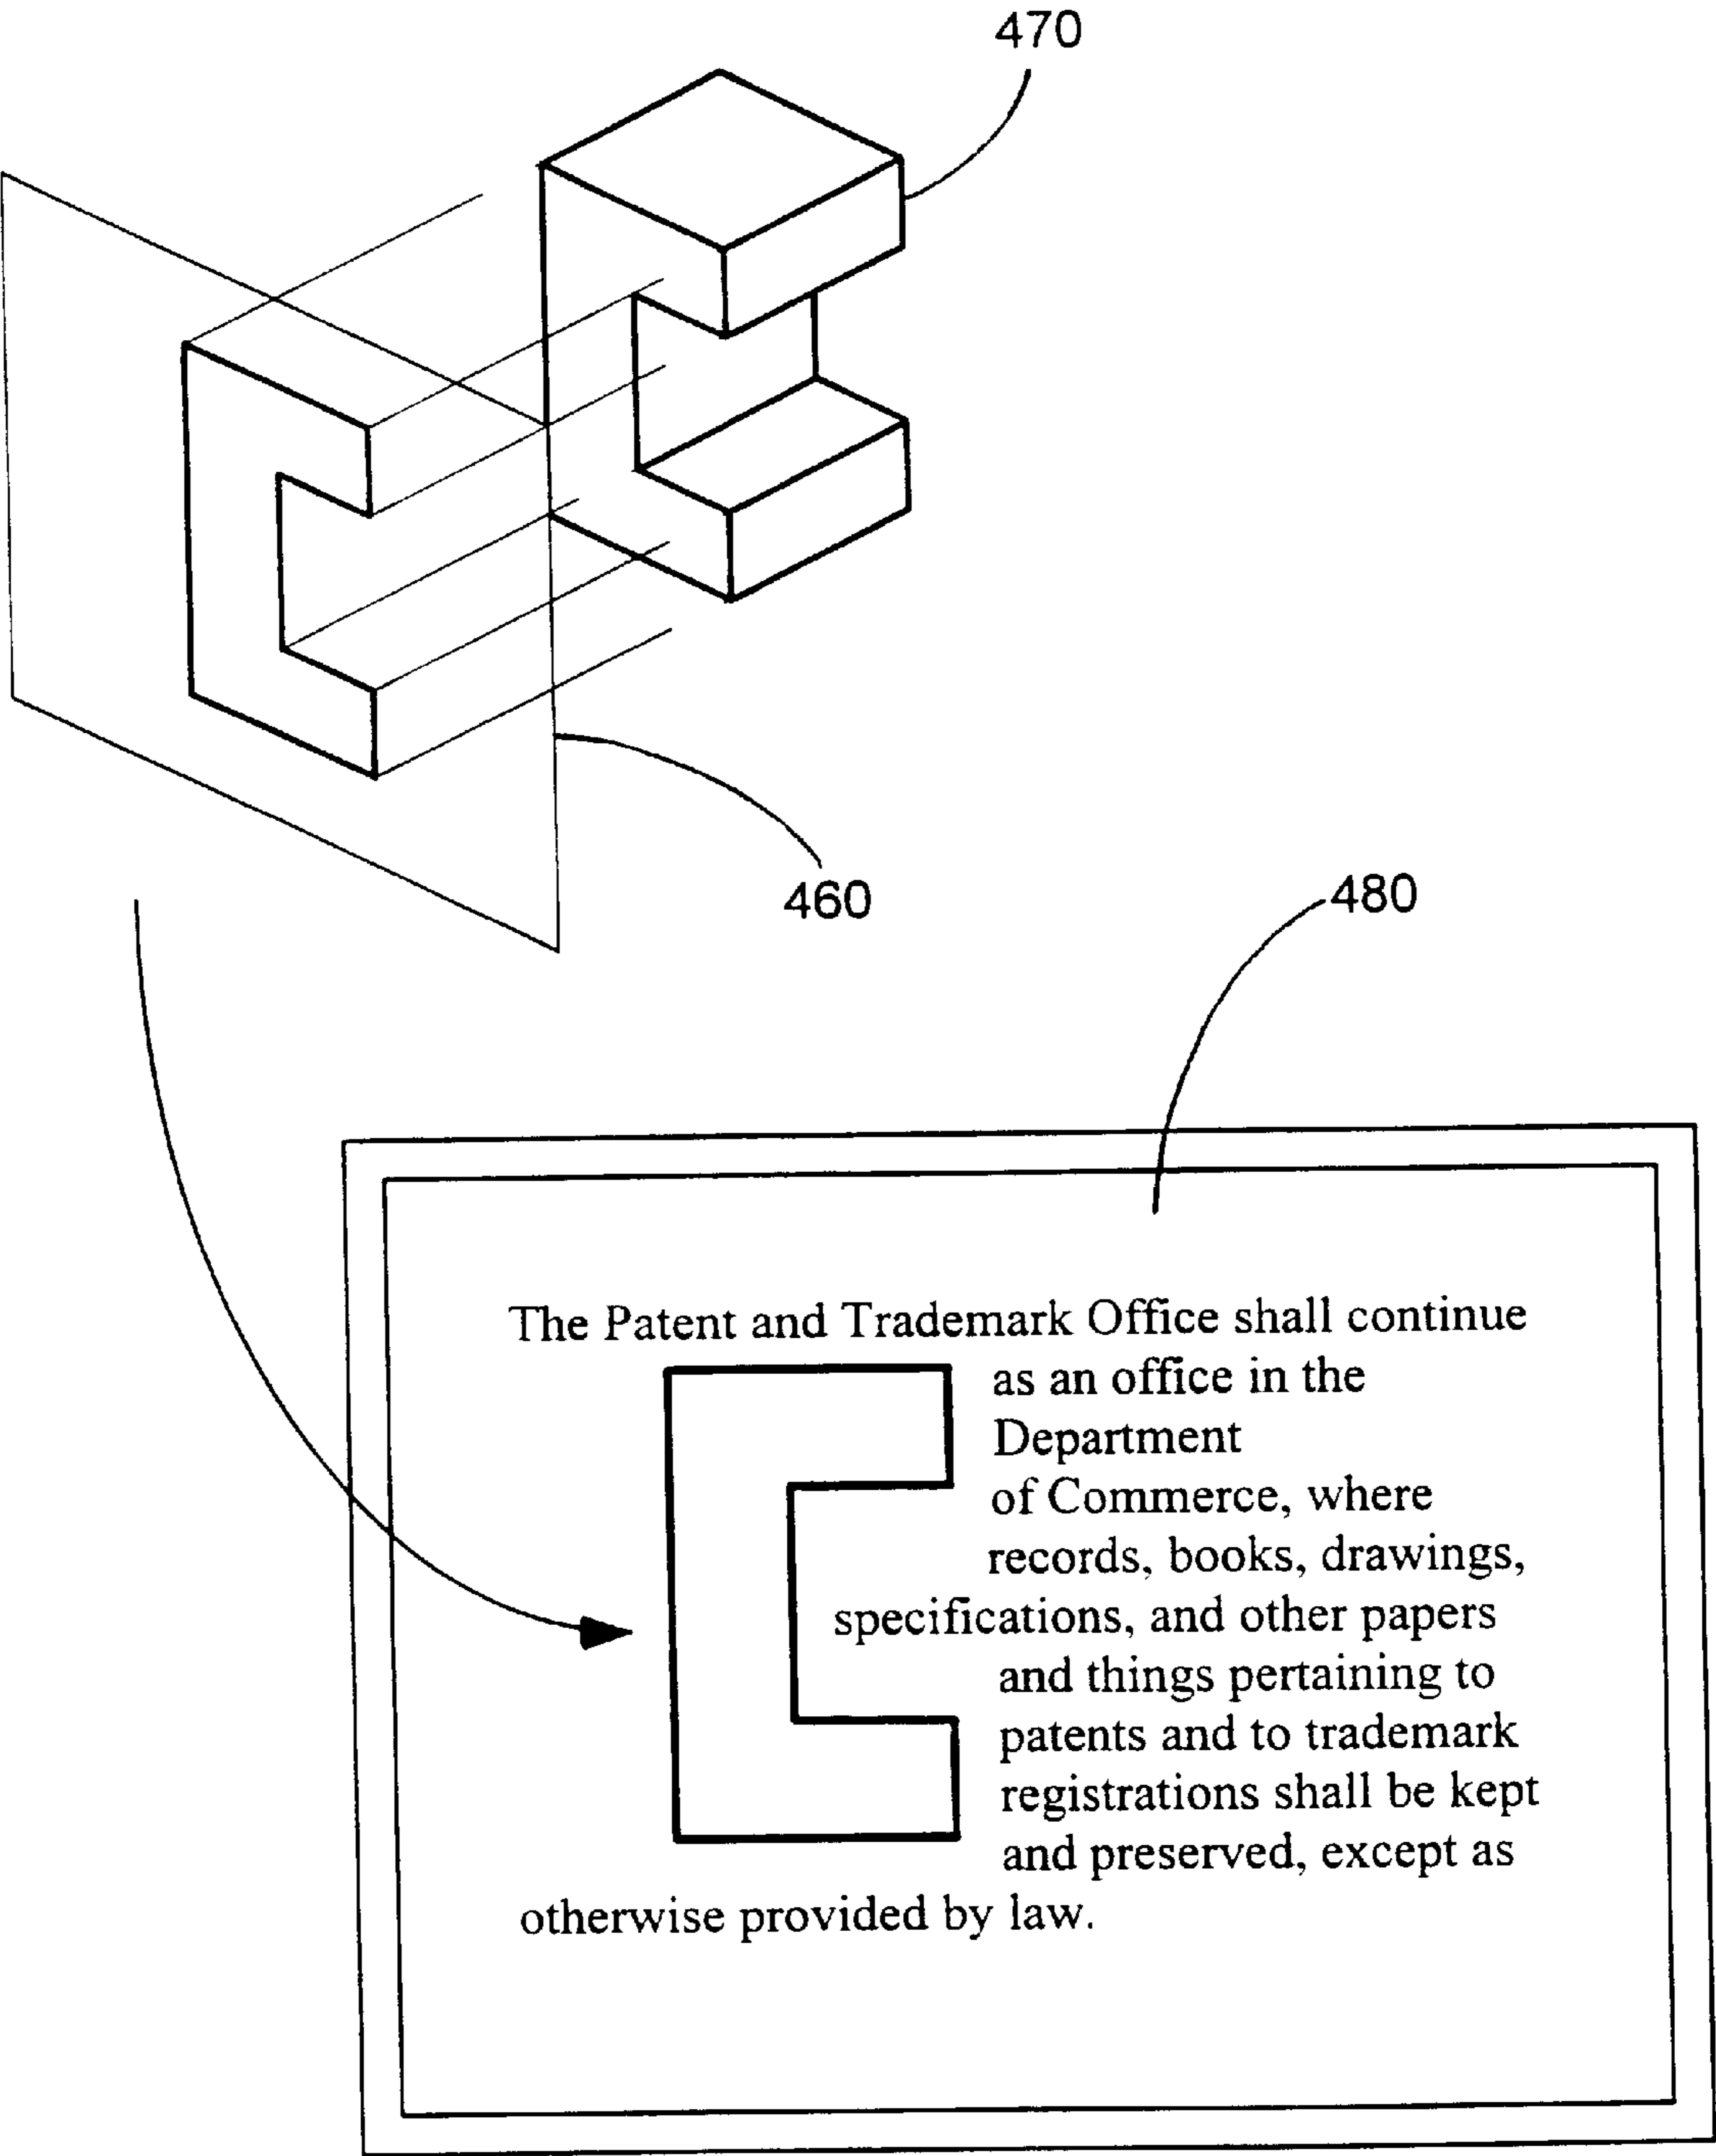 470
460
480
The Patent and Trademark Office shall continue
as an office in the
Department
of Commerce, where
records, books, drawings,
specifications, and other papers
and things pertaining to
patents and to trademark
registrations shall be kept
and preserved, except as
otherwise provided by law.